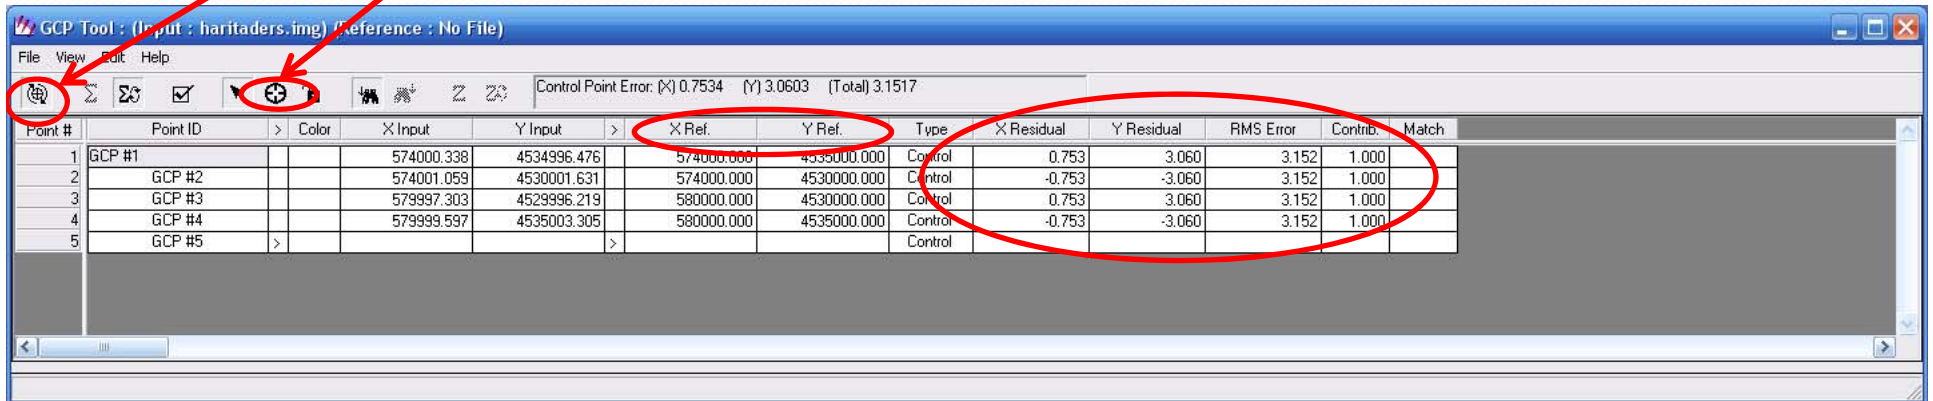 GCP Tool : (Input : haritaders.img) (Reference : No File)
File View Edit Help
Σ Σ Z Control Point Error: (X) 0.7534 (Y) 3.0603 (Total) 3.1517
Point # Point ID > Color X Input Y Input > X Ref. Y Ref. Type X Residual Y Residual RMS Error Contrib. Match
1 GCP #1 574000.338 4534996.476 574000.000 4535000.000 Control 0.753 3.060 3.152 1.000
2 GCP #2 574001.059 4530001.631 574000.000 4530000.000 Control -0.753 -3.060 3.152 1.000
3 GCP #3 579997.303 4529996.219 580000.000 4530000.000 Control 0.753 3.060 3.152 1.000
4 GCP #4 579999.597 4535003.305 580000.000 4535000.000 Control -0.753 -3.060 3.152 1.000
5 GCP #5 > > Control